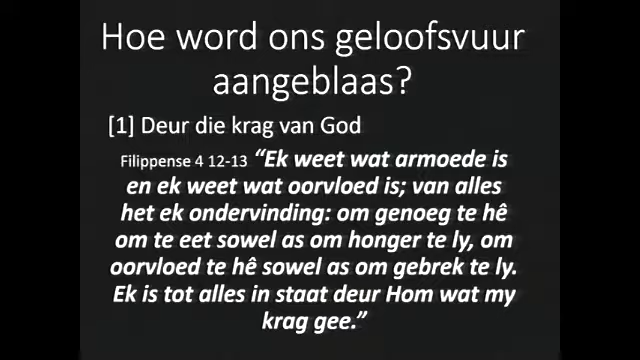 Hoe word ons geloofsvuur
aangeblaas?
[1] Deur die krag van God
Filippense 4 12-13 “Ek weet wat armoede is
en ek weet wat oorvloed is; van alles
het ek ondervinding: om genoeg te hê
om te eet sowel as om honger te ly, om
oorvloed te hê sowel as om gebrek te ly.
Ek is tot alles in staat deur Hom wat my
krag gee.”